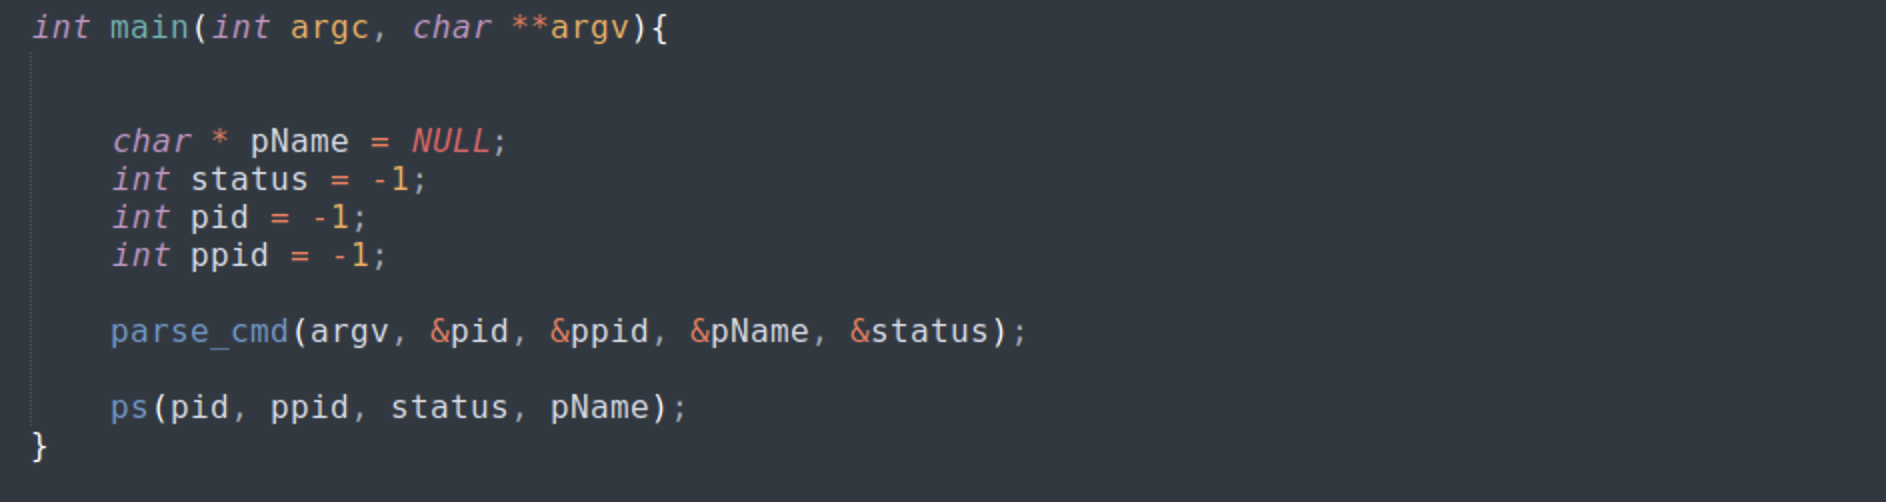 int main(int argc, char **argv){
char * pName = NULL;
int status = -1;
int pid = -1;
int ppid = -1;
parse_cmd(argv, &pid, &ppid, &pName, &status);
ps(pid, ppid, status, pName);
}